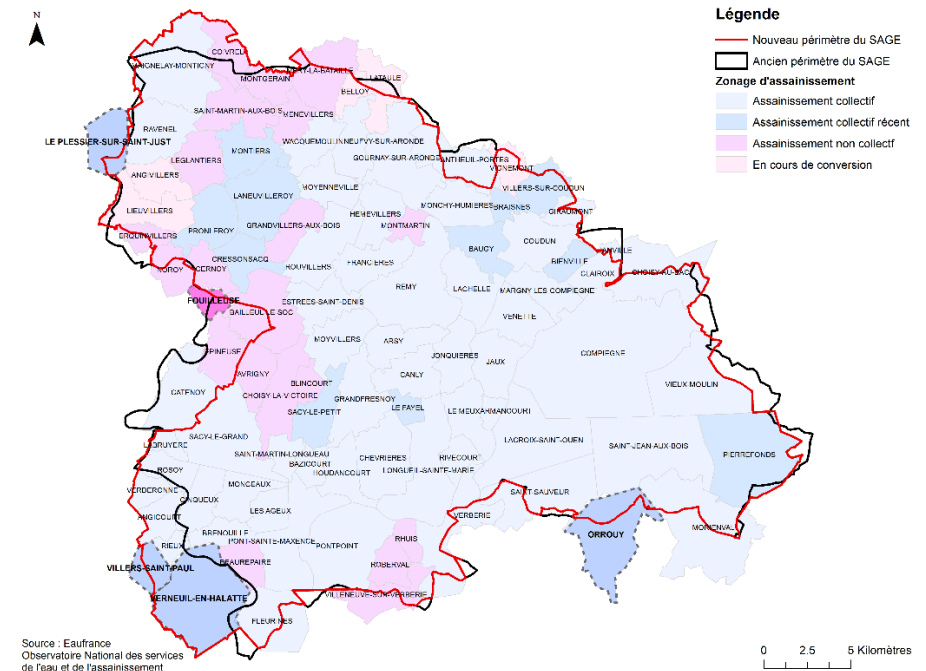 N
Légende
Nouveau périmètre du SAGE
Ancien périmètre du SAGE
Zonage d'assainissement
Assainissement collectif
Assainissement collectif récent
Assainissement non collectf
En cours de conversion
MAIGNELAY-MONTIGNY
MONTGERAIN
LATAULE
BELLOY
SAINT-MARTIN-AUX-BOIS
MENEVILLERS
RAVENEL
LE PLESSIER-SUR-SAINT-JUST
MONTIERS
WACQUEMOULIN
NEUFVY-SUR-ARONDE
GOURNAY-SUR-ARONDE
LEGLANTIERS
ANGIVILLERS
VIGNEMONT
MOYENNEVILLE
VILLERS-SUR-COUDUN
LANEUVILLEROY
LIEUVILLERS
MONCHY-HUMIERES
BRAISNES
GIRAUMONT
HEMEVILLERS
PRONLEROY
GRANDVILLERS-AUX-BOIS
MONTMARTIN
ERQUINVILLERS
COUDUN
BAUGY
CRESSONSACQ
BIENVILLE
NOROY
CERNOY
ROUVILLERS
FRANCIERES
CLAIROIX
CHOISY-AU-BAC
REMY
LACHELLE
MARGNY LES COMPIEGNE
FOUILLEUSE
ESTREES-SAINT-DENIS
BAILLEUL LE SOC
VENETTE
MOYVILLERS
ARSY
EPINEUSE
JONQUIERES
JAUX
COMPIEGNE
AVRIGNY
CANLY
BLINCOURT
VIEUX-MOULIN
CATENOY
CHOISY LA VICTOIRE
GRANDFRESNOY
SACY-LE-PETIT
LE FAYEL
LE MEUX
ARMANCOURT
SACY-LE-GRAND
LACROIX-SAINT-OUEN
LABRUYERE
SAINT-JEAN-AUX-BOIS
SAINT-MARTIN-LONGUEAU
PIERREFONDS
BAZICOURT
CHEVRIERES
RIVECOURT
ROSOY
HOUDANCOURT
LONGUEIL-SAINTE-MARIE
MONCEAUX
VERDERONNE
SAINT-SAUVEUR
CINQUEUX
LES AGEUX
ANGICOURT
VERBERIE
MORIENVAL
BRENOUILLE
ORROUY
PONT-SAINTE-MAXENCE
RHUIS
RIEUX
PONTPOINT
BEAUREPAIRE
ROBERVAL
VILLERS-SAINT-PAUL
VILLENEUVE-SUR-VERBERIE
VERNEUIL-EN-HALATTE
FLEURINES
Source : Eaufrance
Observatoire National des services
de l'eau et de l'assainissement
0 2.5 5 Kilomètres